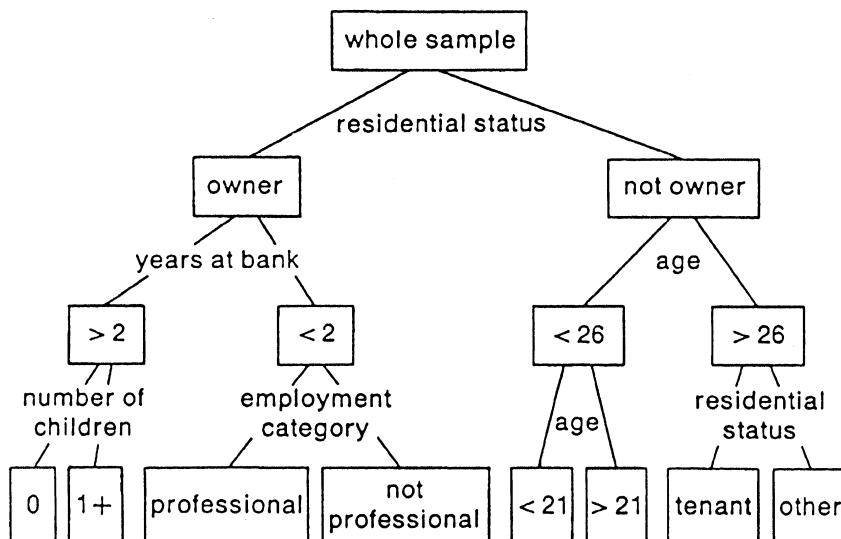 whole sample
residential status
owner
not owner
years at bank
age
> 2
< 2
< 26
> 26
number of
children
employment
category
age
residential
status
0
1+
professional
not
professional
< 21
> 21
tenant
other